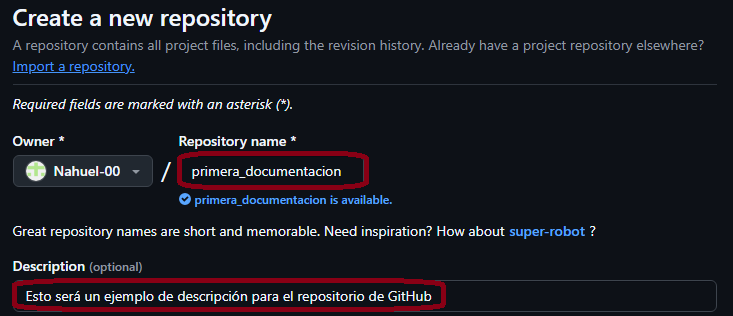 Create a new repository
A repository contains all project files, including the revision history. Already have a project repository elsewhere?
Import a repository.
Required fields are marked with an asterisk (*).
Owner * Repository name *
Nahuel-00 / primera_documentacion
primera_documentacion is available.
Great repository names are short and memorable. Need inspiration? How about super-robot ?
Description (optional)
Esto será un ejemplo de descripción para el repositorio de GitHub